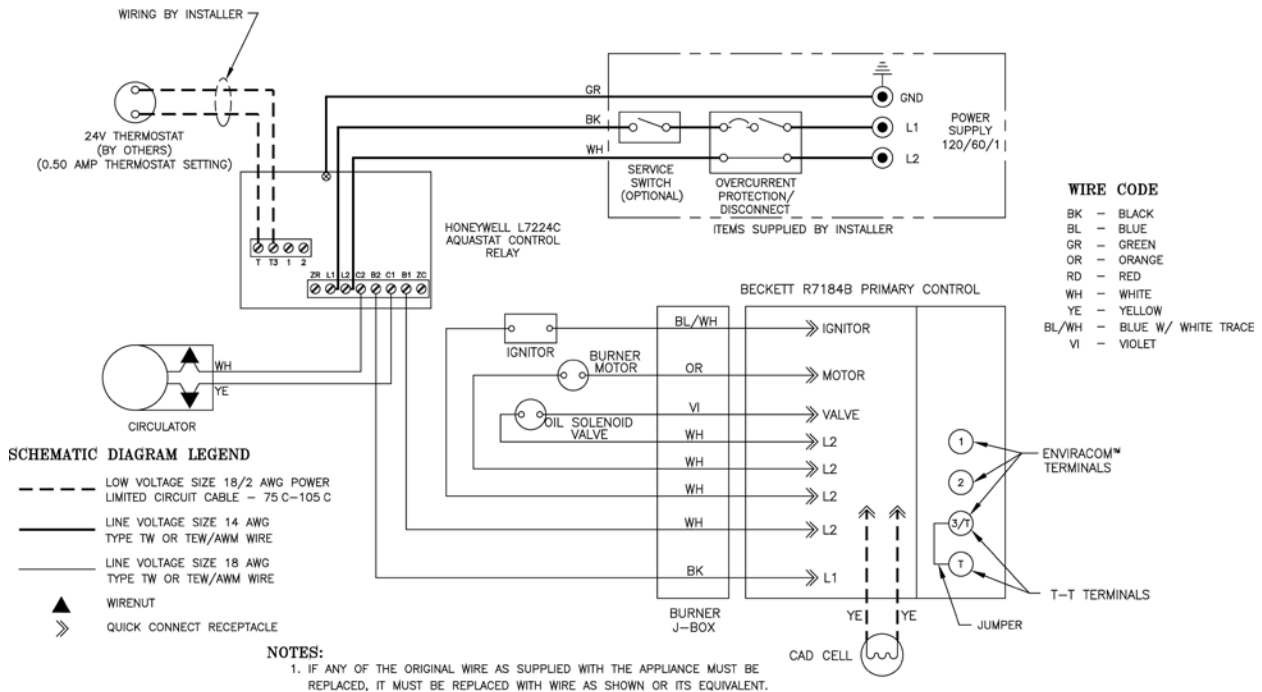 WIRING BY INSTALLER
24V THERMOSTAT
(BY OTHERS)
(0.50 AMP THERMOSTAT SETTING)
GR
BK
WH
GND
L1
L2
POWER
SUPPLY
120/60/1
SERVICE
SWITCH
(OPTIONAL)
OVERCURRENT
PROTECTION/
DISCONNECT
ITEMS SUPPLIED BY INSTALLER
WIRE CODE
BK – BLACK
BL – BLUE
GR – GREEN
OR – ORANGE
RD – RED
WH – WHITE
YE – YELLOW
BL/WH – BLUE W/ WHITE TRACE
VI – VIOLET
HONEYWELL L7224C
AQUASTAT CONTROL
RELAY
T T3 1 2
ZR L1 L2 C2 B2 C1 B1 ZC
WH
YE
CIRCULATOR
BECKETT R7184B PRIMARY CONTROL
IGNITOR
BL/WH
IGNITOR
BURNER
MOTOR
OR
MOTOR
OIL SOLENOID
VALVE
VI
VALVE
WH
L2
WH
L2
WH
L2
WH
L2
BK
L1
BURNER
J-BOX
1
2
3/T
T
ENVIRACOM™
TERMINALS
T-T TERMINALS
JUMPER
YE
YE
CAD CELL
SCHEMATIC DIAGRAM LEGEND
LOW VOLTAGE SIZE 18/2 AWG POWER
LIMITED CIRCUIT CABLE – 75 C-105 C
LINE VOLTAGE SIZE 14 AWG
TYPE TW OR TEW/AWM WIRE
LINE VOLTAGE SIZE 18 AWG
TYPE TW OR TEW/AWM WIRE
WIRENUT
QUICK CONNECT RECEPTACLE
NOTES:
1. IF ANY OF THE ORIGINAL WIRE AS SUPPLIED WITH THE APPLIANCE MUST BE
REPLACED, IT MUST BE REPLACED WITH WIRE AS SHOWN OR ITS EQUIVALENT.